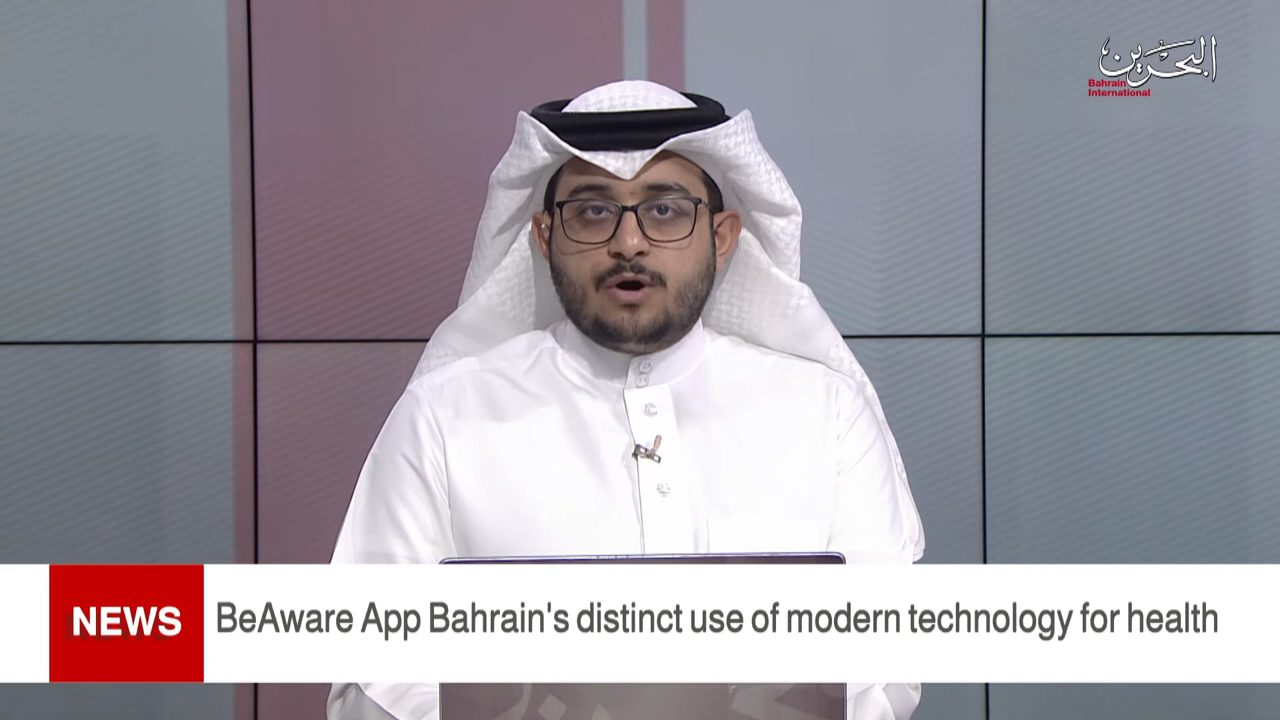 البحرين
Bahrain
International
NEWS BeAware App Bahrain's distinct use of modern technology for health